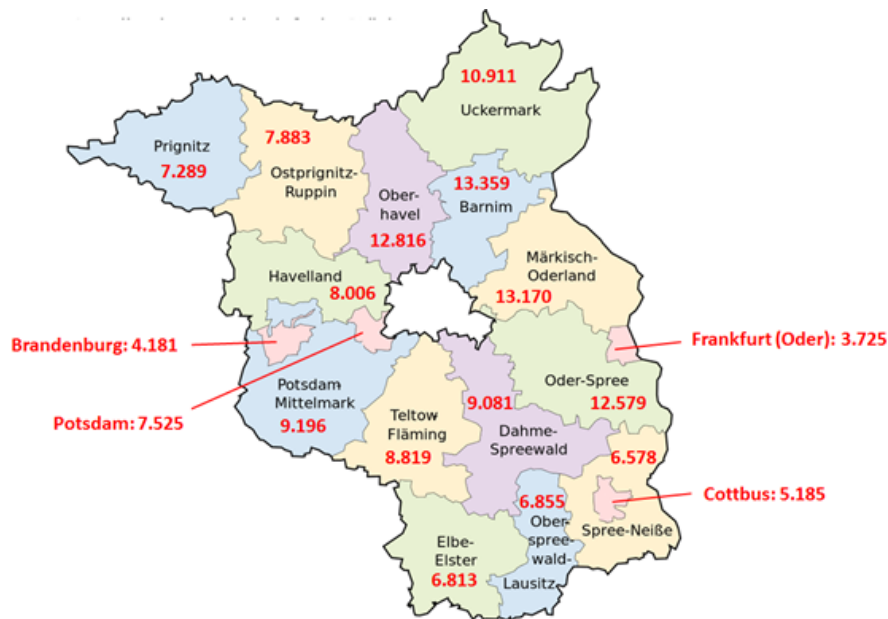 10.911
Uckermark
Prignitz
7.289
7.883
Ostprignitz-
Ruppin
Ober-
havel
12.816
13.359
Barnim
Märkisch-
Oderland
13.170
Havelland
8.006
Brandenburg: 4.181
Frankfurt (Oder): 3.725
Potsdam-
Mittelmark
9.196
Potsdam: 7.525
Teltow
Fläming
8.819
9.081
Dahme-
Spreewald
Oder-Spree
12.579
6.578
Cottbus: 5.185
Spree-Neiße
6.855
Ober-
spree-
wald-
Lausitz
Elbe-
Elster
6.813